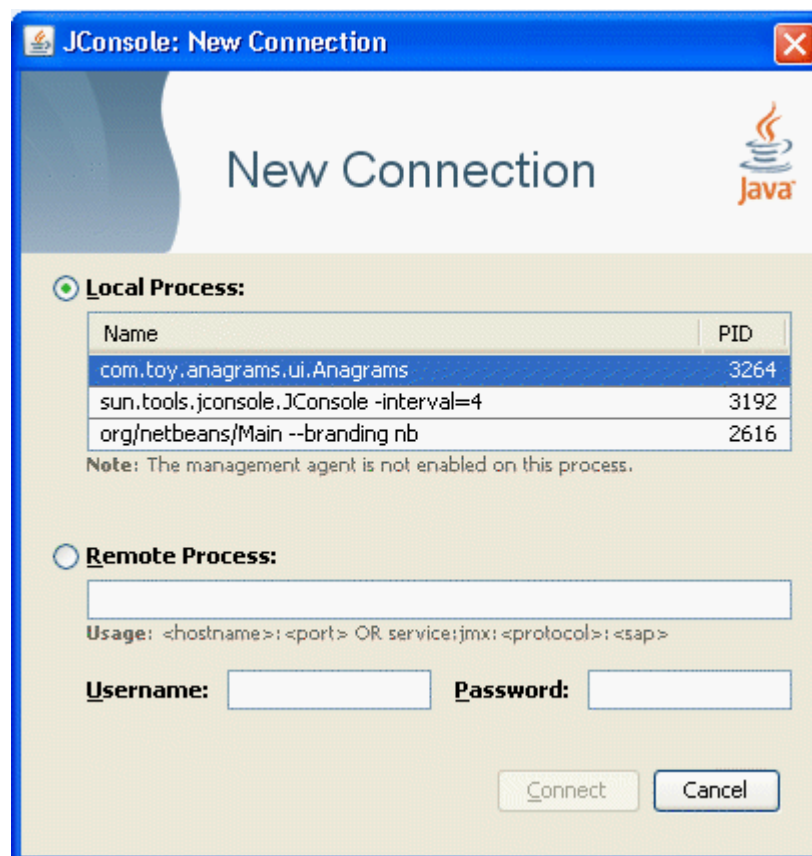 JConsole: New Connection
New Connection
Java
Local Process:
Name PID
com.toy.anagrams.ui.Anagrams 3264
sun.tools.jconsole.JConsole -interval=4 3192
org/netbeans/Main --branding nb 2616
Note: The management agent is not enabled on this process.
Remote Process:
Usage: <hostname>:<port> OR service:jmx:<protocol>:<sap>
Username: Password:
Connect Cancel